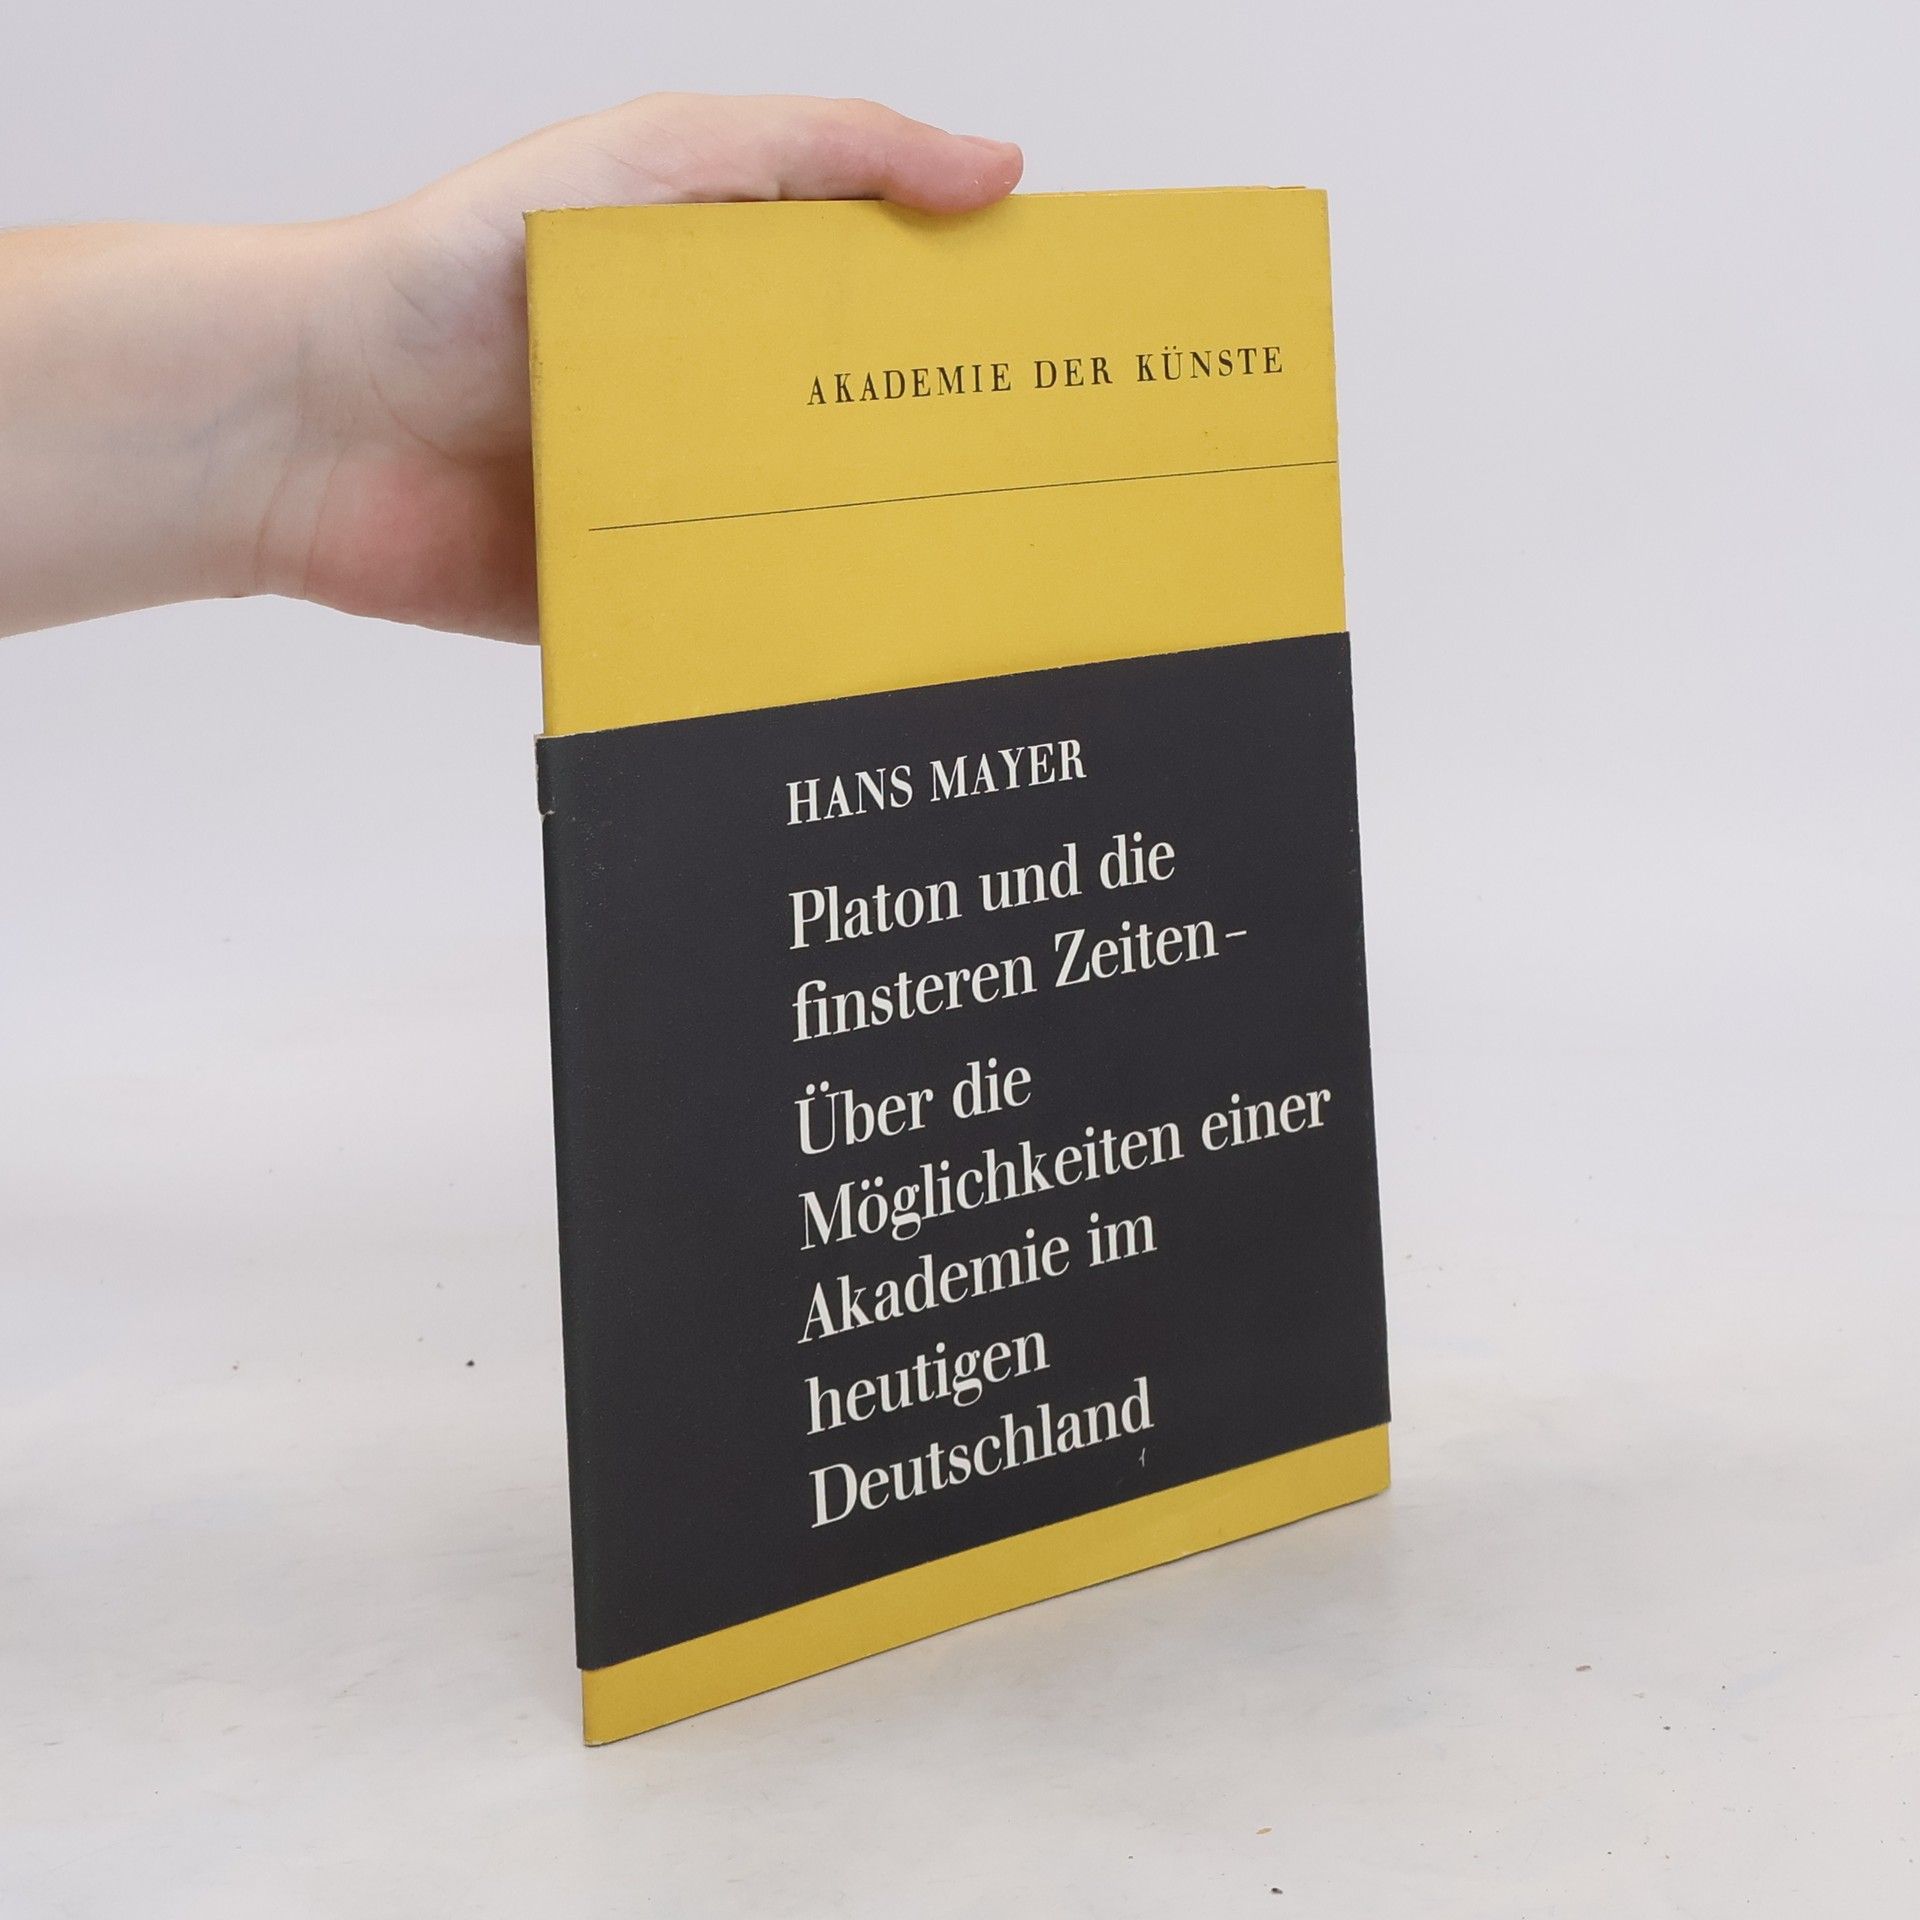 AKADEMIE DER KÜNSTE
HANS MAYER
Platon und die
finsteren Zeiten –
Über die
Möglichkeiten einer
Akademie im
heutigen
Deutschland